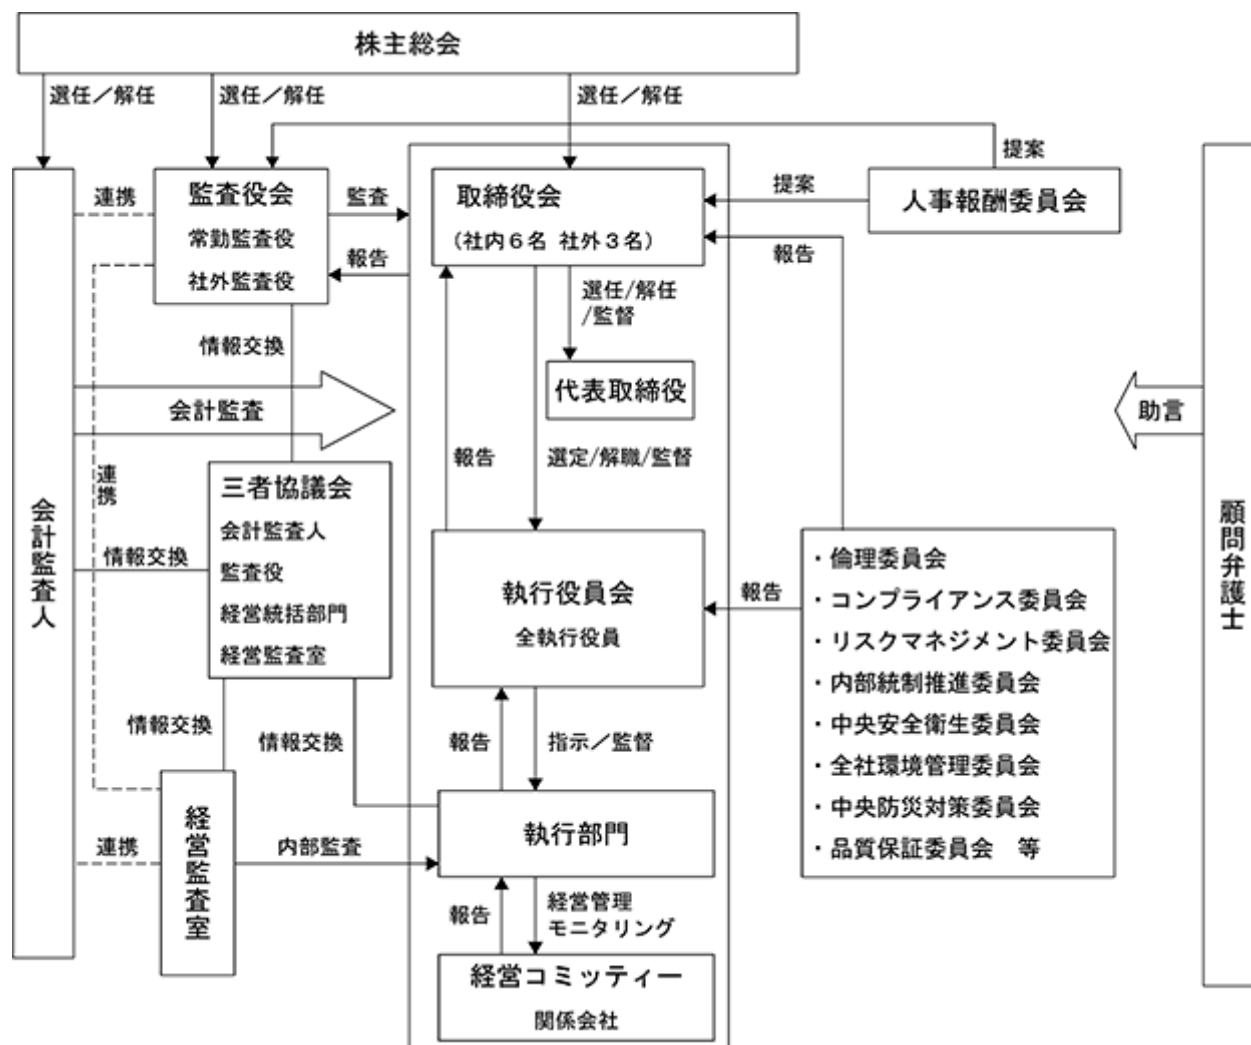 株主総会
選任／解任
選任／解任
選任／解任
提案
監査役会
常勤監査役
社外監査役
連携
監査
報告
取締役会
（社内６名 社外３名）
提案
人事報酬委員会
報告
選任/解任
/監督
情報交換
代表取締役
会計監査
助言
報告
選定/解職/監督
連携
三者協議会
会計監査人
監査役
経営統括部門
経営監査室
会計監査人
情報交換
執行役員会
全執行役員
報告
・倫理委員会
・コンプライアンス委員会
・リスクマネジメント委員会
・内部統制推進委員会
・中央安全衛生委員会
・全社環境管理委員会
・中央防災対策委員会
・品質保証委員会　等
顧問弁護士
情報交換
情報交換
報告
指示／監督
経営監査室
連携
内部監査
執行部門
報告
経営管理
モニタリング
経営コミッティー
関係会社